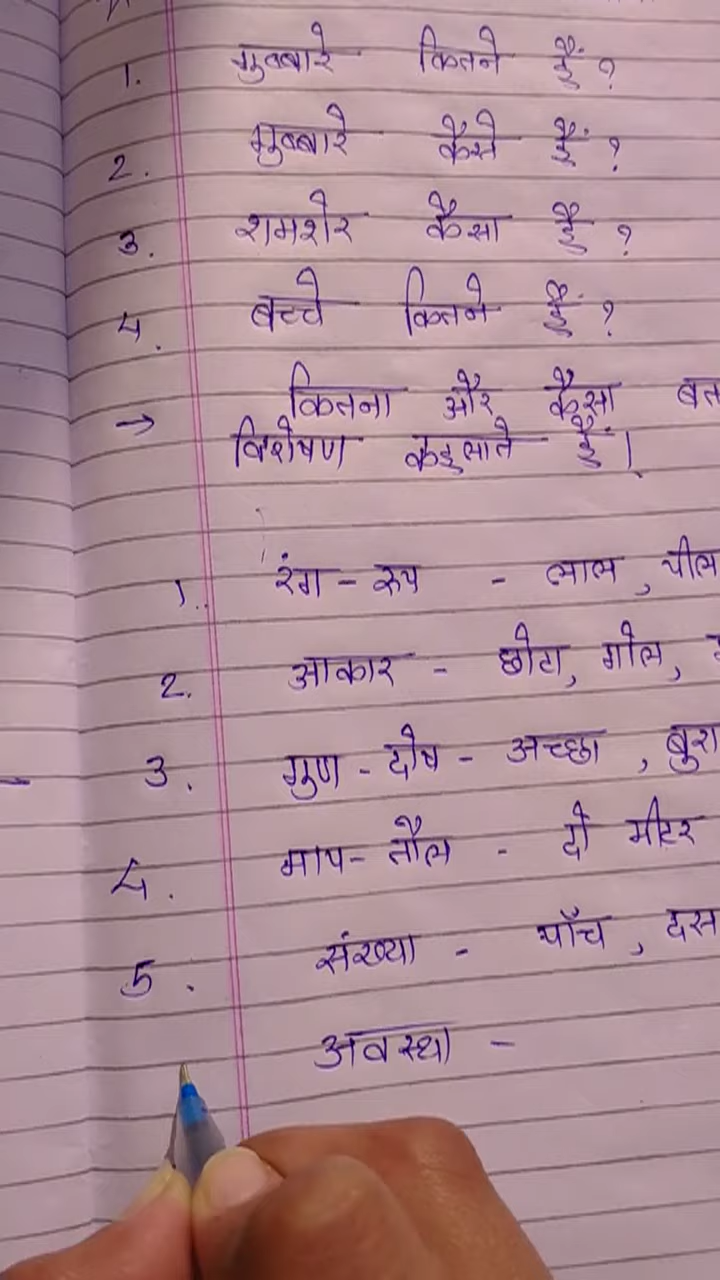 1. गुब्बारे कितने हैं ?
2. गुब्बारे कैसे हैं ?
3. शमशेर कैसा है ?
4. बच्चे कितने हैं ?
→ कितना और कैसा बत
विशेषण कहलाते हैं।
1. रंग - रूप - लाल , पील
2. आकार - छोटा, गोल,
3. गुण - दोष - अच्छा , बुरा
4. माप - तौल - दो मीटर
5. संख्या - पाँच , दस
अवस्था -